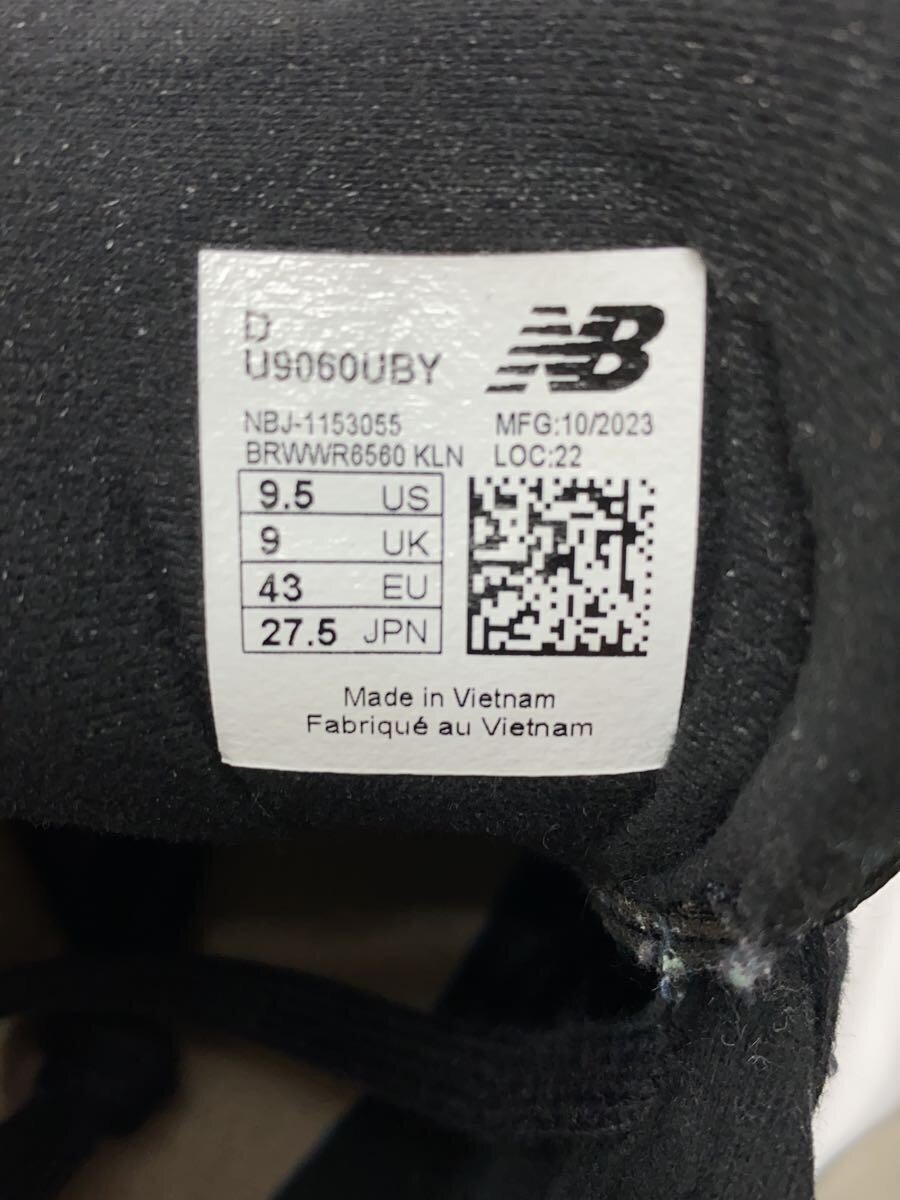 D
NB
U9060UBY
NBJ-1153055 MFG:10/2023
BRWWR6560 KLN LOC:22
9.5 US
9 UK
43 EU
27.5 JPN
Made in Vietnam
Fabriqué au Vietnam